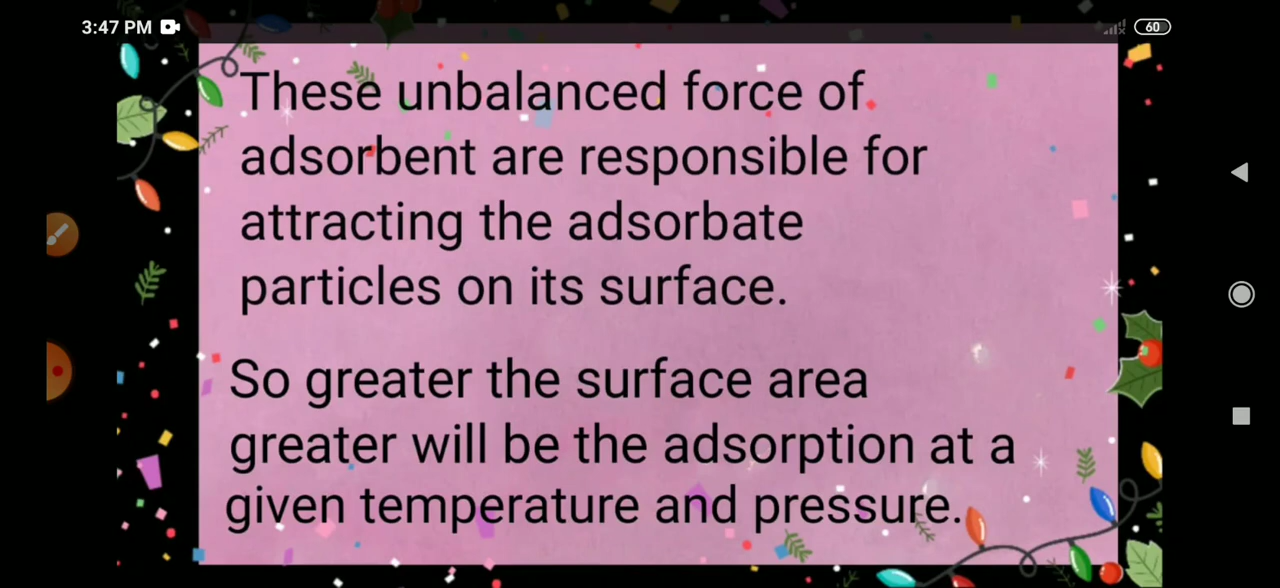 3:47 PM
60
These unbalanced force of
adsorbent are responsible for
attracting the adsorbate
particles on its surface.
So greater the surface area
greater will be the adsorption at a
given temperature and pressure.